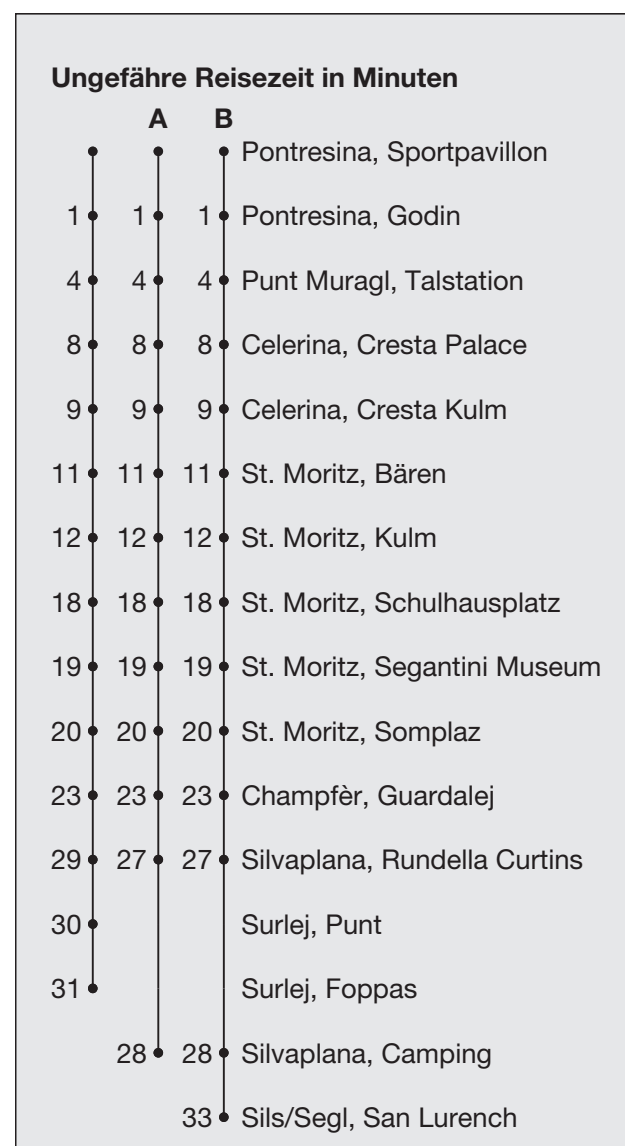 Ungefähre Reisezeit in Minuten
A B
Pontresina, Sportpavillon
1 1 1 Pontresina, Godin
4 4 4 Punt Muragl, Talstation
8 8 8 Celerina, Cresta Palace
9 9 9 Celerina, Cresta Kulm
11 11 11 St. Moritz, Bären
12 12 12 St. Moritz, Kulm
18 18 18 St. Moritz, Schulhausplatz
19 19 19 St. Moritz, Segantini Museum
20 20 20 St. Moritz, Somplaz
23 23 23 Champfèr, Guardalej
29 27 27 Silvaplana, Rundella Curtins
30 Surlej, Punt
31 Surlej, Foppas
28 28 Silvaplana, Camping
33 Sils/Segl, San Lurench